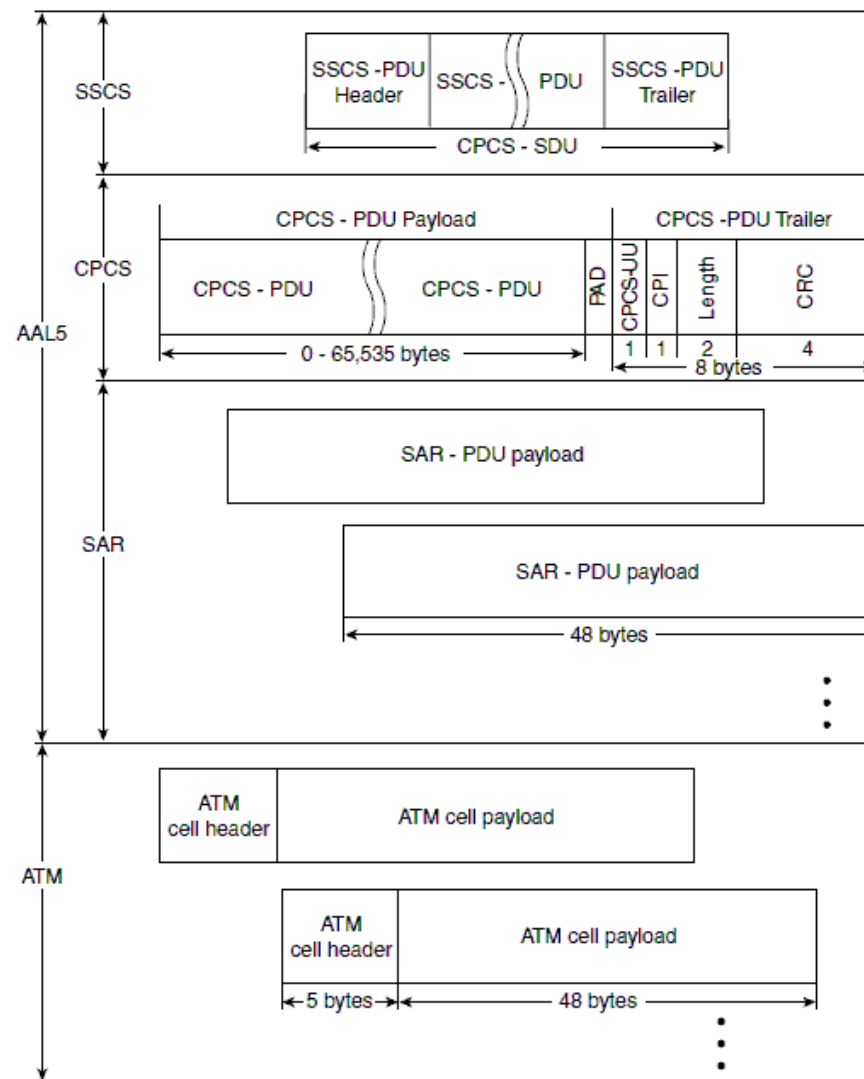 SSCS
SSCS -PDU
Header
SSCS - PDU
SSCS -PDU
Trailer
CPCS - SDU
AAL5
CPCS
CPCS - PDU Payload
CPCS -PDU Trailer
CPCS - PDU
CPCS - PDU
PAD
CPCS-UU
CPI
Length
CRC
1
1
2
4
0 - 65,535 bytes
8 bytes
SAR
SAR - PDU payload
SAR - PDU payload
48 bytes
ATM
ATM
cell header
ATM cell payload
ATM
cell header
ATM cell payload
5 bytes
48 bytes